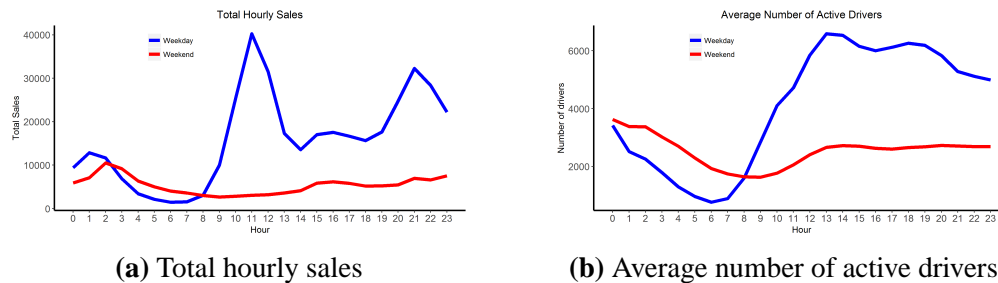 Total Hourly Sales
Weekday
Weekend
40000
30000
20000
10000
0
Total Sales
0 1 2 3 4 5 6 7 8 9 10 11 12 13 14 15 16 17 18 19 20 21 22 23
Hour
(a) Total hourly sales
Average Number of Active Drivers
Weekday
Weekend
6000
4000
2000
Number of drivers
0 1 2 3 4 5 6 7 8 9 10 11 12 13 14 15 16 17 18 19 20 21 22 23
Hour
(b) Average number of active drivers